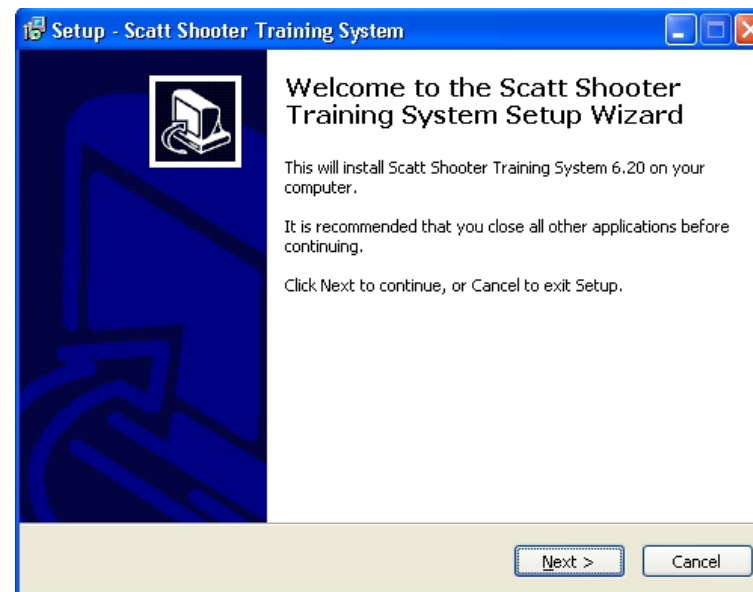 Setup - Scatt Shooter Training System
Welcome to the Scatt Shooter
Training System Setup Wizard
This will install Scatt Shooter Training System 6.20 on your
computer.
It is recommended that you close all other applications before
continuing.
Click Next to continue, or Cancel to exit Setup.
Next >
Cancel